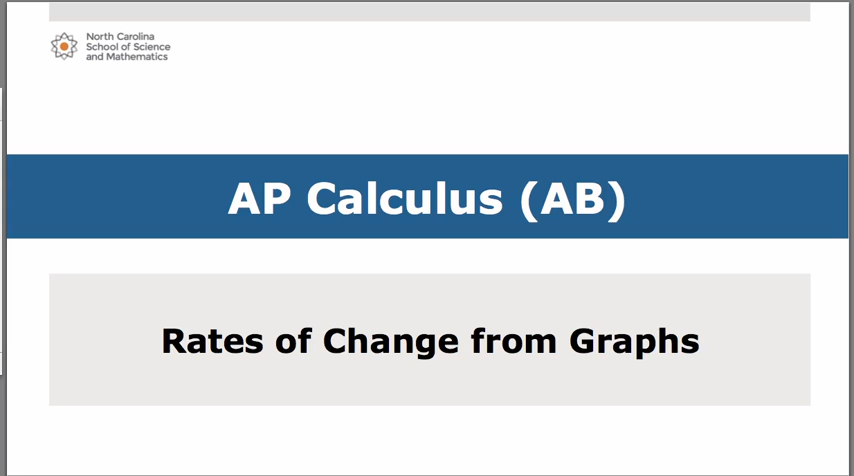 North Carolina
School of Science
and Mathematics
AP Calculus (AB)
Rates of Change from Graphs